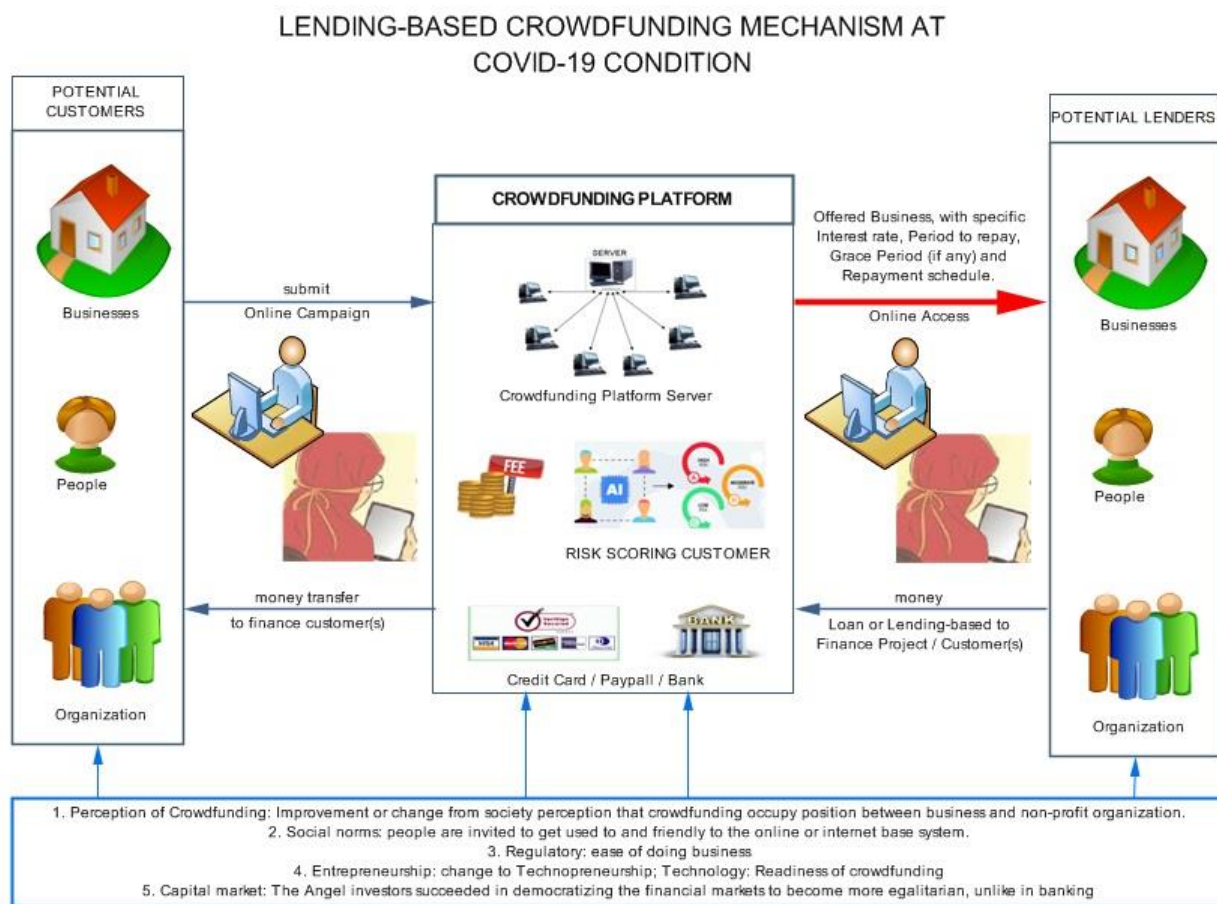 LENDING-BASED CROWDFUNDING MECHANISM AT
COVID-19 CONDITION
POTENTIAL
CUSTOMERS
Businesses
People
Organization
submit
Online Campaign
money transfer
to finance customer(s)
CROWDFUNDING PLATFORM
SERVER
Crowdfunding Platform Server
FEE
AI
HIGH
MODERATE
LOW
RISK SCORING CUSTOMER
VISA
BANK
Credit Card / Paypall / Bank
Offered Business, with specific
Interest rate, Period to repay,
Grace Period (if any) and
Repayment schedule.
Online Access
money
Loan or Lending-based to
Finance Project / Customer(s)
POTENTIAL LENDERS
Businesses
People
Organization
1. Perception of Crowdfunding: Improvement or change from society perception that crowdfunding occupy position between business and non-profit organization.
2. Social norms: people are invited to get used to and friendly to the online or internet base system.
3. Regulatory: ease of doing business
4. Entrepreneurship: change to Technopreneurship; Technology: Readiness of crowdfunding
5. Capital market: The Angel investors succeeded in democratizing the financial markets to become more egalitarian, unlike in banking